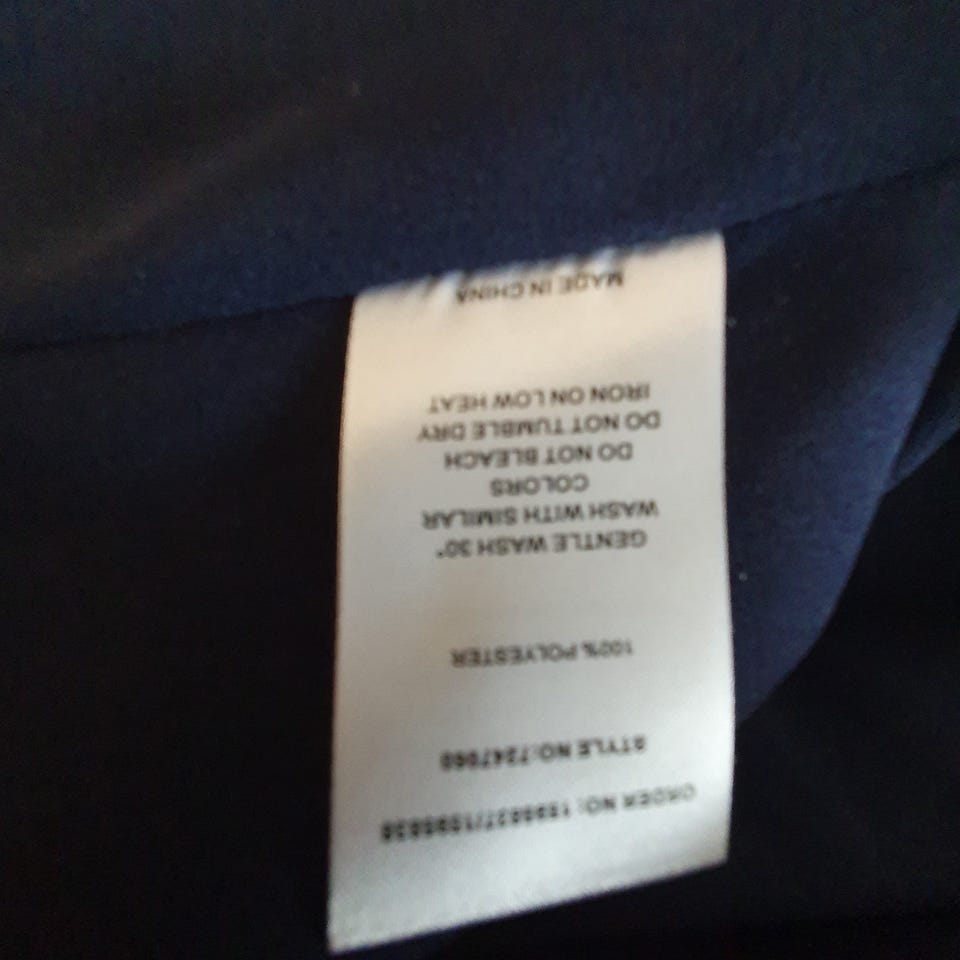 ORDER NO:
STYLE NO:7247060
100% POLYESTER
GENTLE WASH 30°
WASH WITH SIMILAR
COLORS
DO NOT BLEACH
DO NOT TUMBLE DRY
IRON ON LOW HEAT
MADE IN CHINA